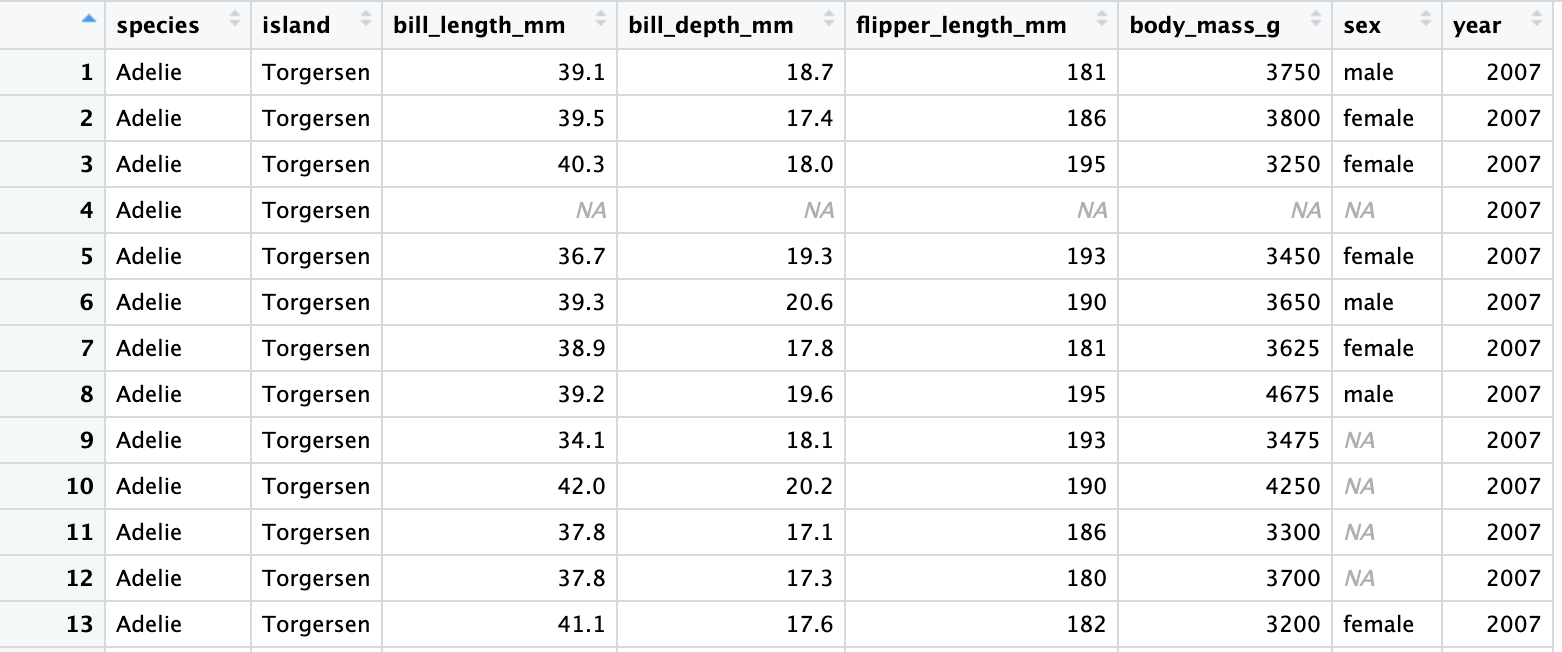 species island bill_length_mm bill_depth_mm flipper_length_mm body_mass_g sex year
1 Adelie Torgersen 39.1 18.7 181 3750 male 2007
2 Adelie Torgersen 39.5 17.4 186 3800 female 2007
3 Adelie Torgersen 40.3 18.0 195 3250 female 2007
4 Adelie Torgersen NA NA NA NA NA 2007
5 Adelie Torgersen 36.7 19.3 193 3450 female 2007
6 Adelie Torgersen 39.3 20.6 190 3650 male 2007
7 Adelie Torgersen 38.9 17.8 181 3625 female 2007
8 Adelie Torgersen 39.2 19.6 195 4675 male 2007
9 Adelie Torgersen 34.1 18.1 193 3475 NA 2007
10 Adelie Torgersen 42.0 20.2 190 4250 NA 2007
11 Adelie Torgersen 37.8 17.1 186 3300 NA 2007
12 Adelie Torgersen 37.8 17.3 180 3700 NA 2007
13 Adelie Torgersen 41.1 17.6 182 3200 female 2007